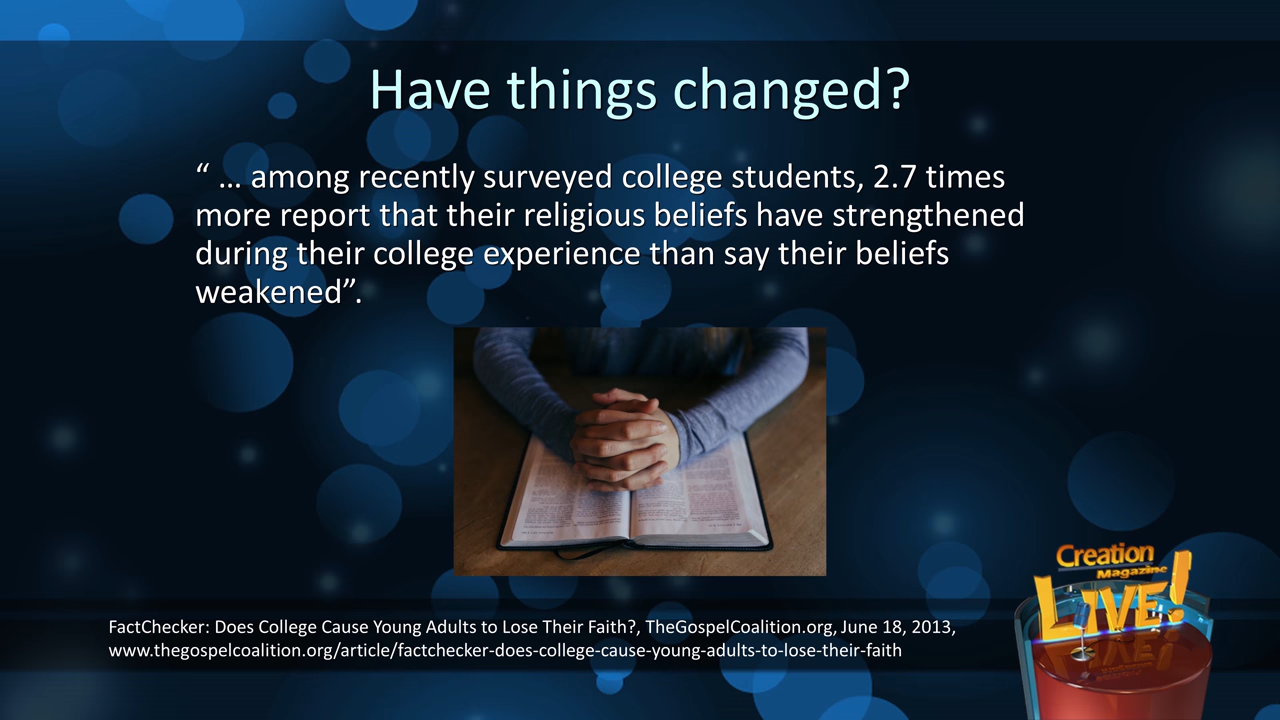 Have things changed?
“ … among recently surveyed college students, 2.7 times
more report that their religious beliefs have strengthened
during their college experience than say their beliefs
weakened”.
FactChecker: Does College Cause Young Adults to Lose Their Faith?, TheGospelCoalition.org, June 18, 2013,
www.thegospelcoalition.org/article/factchecker-does-college-cause-young-adults-to-lose-their-faith
Creation
Magazine
LIVE!